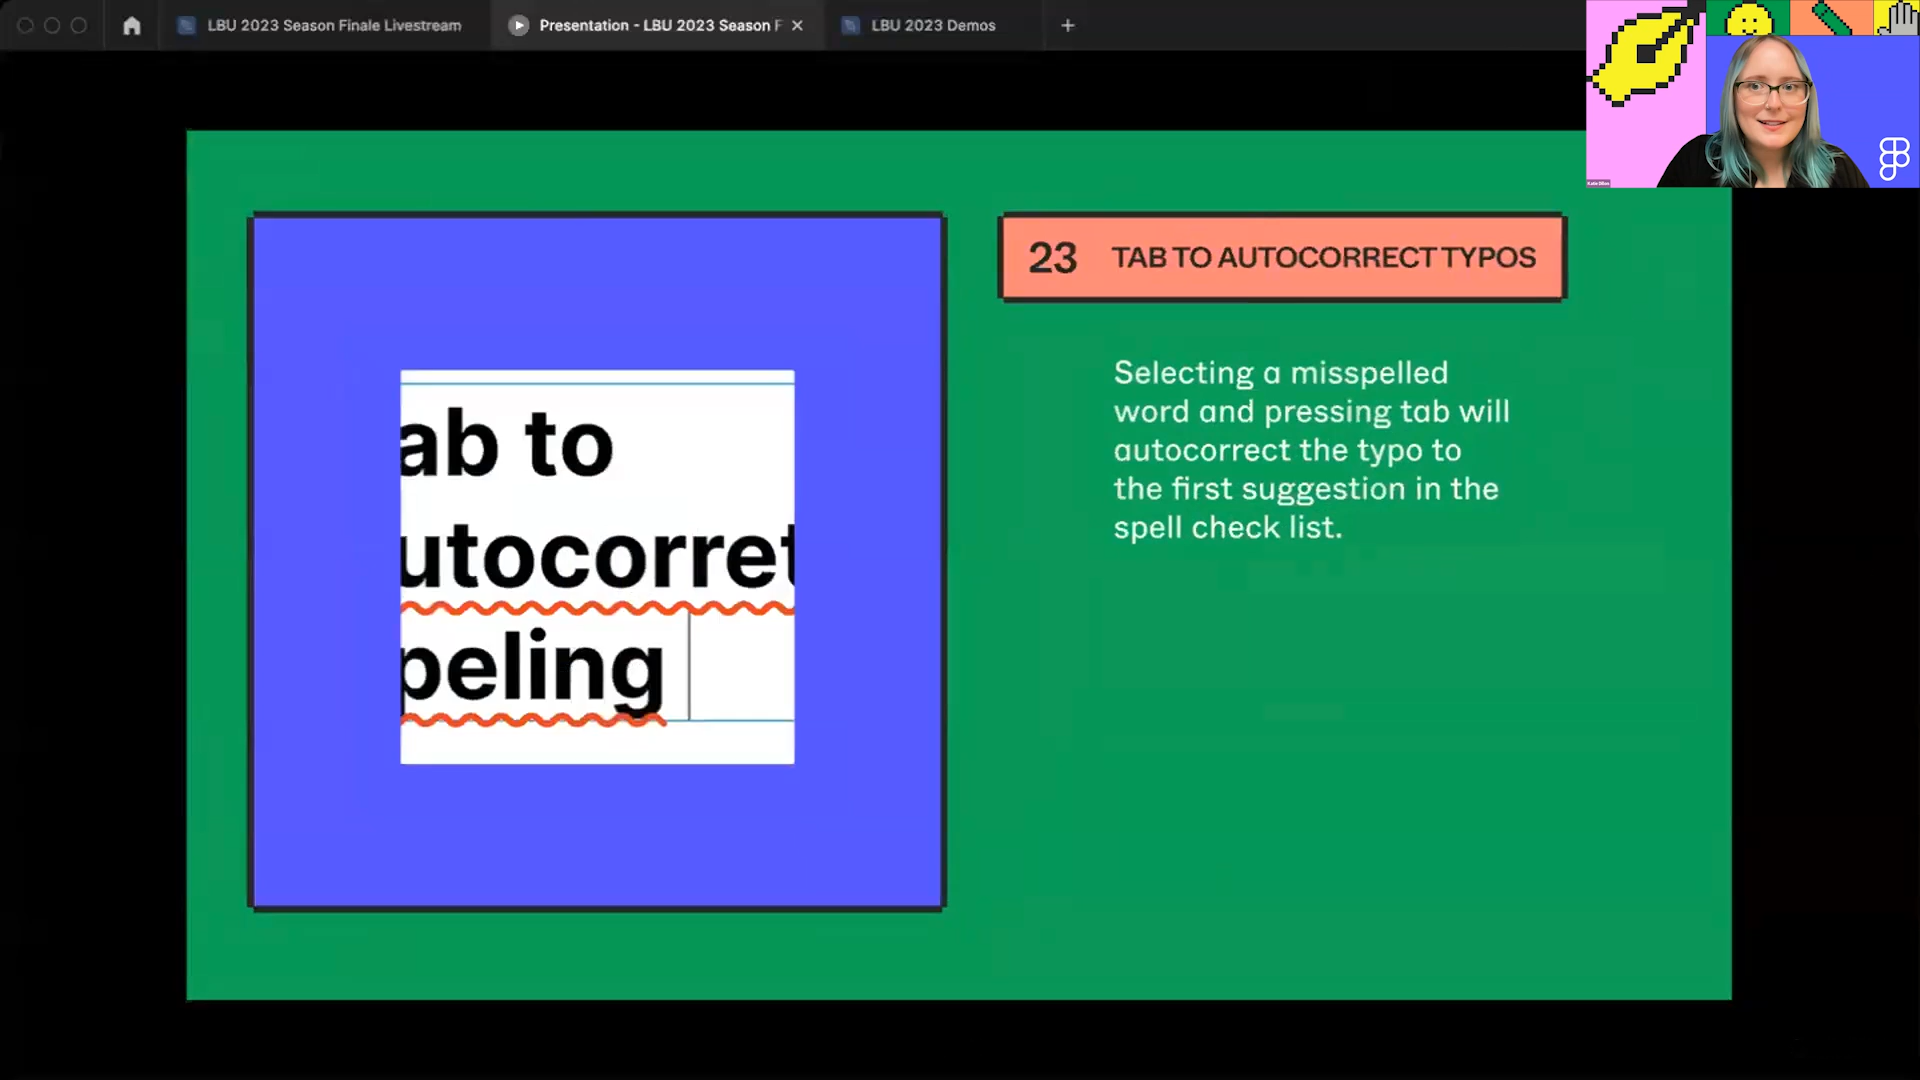 LBU 2023 Season Finale Livestream
Presentation - LBU 2023 Season F
LBU 2023 Demos
23 TAB TO AUTOCORRECT TYPOS
ab to
utocorret
peling
Selecting a misspelled
word and pressing tab will
autocorrect the typo to
the first suggestion in the
spell check list.